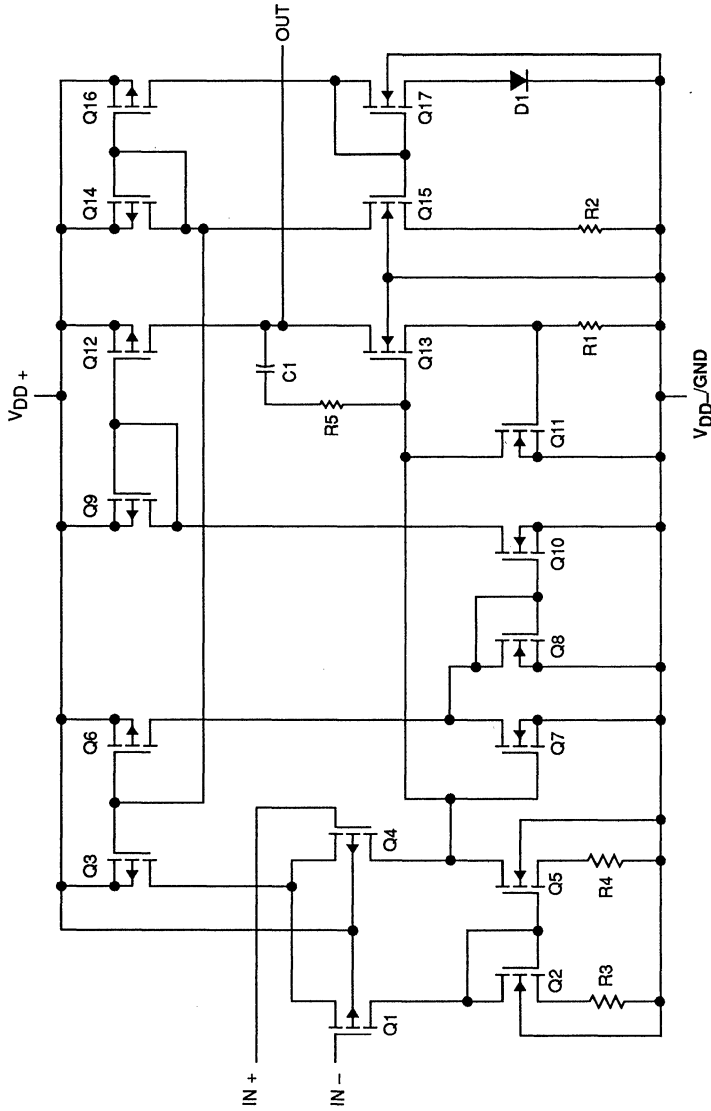 VDD +
Q3
Q6
Q9
Q12
Q14
Q16
IN +
IN −
Q1
Q4
OUT
C1
R5
Q13
Q15
Q17
Q2
Q5
Q7
Q8
Q10
Q11
D1
R3
R4
R1
R2
VDD−/GND